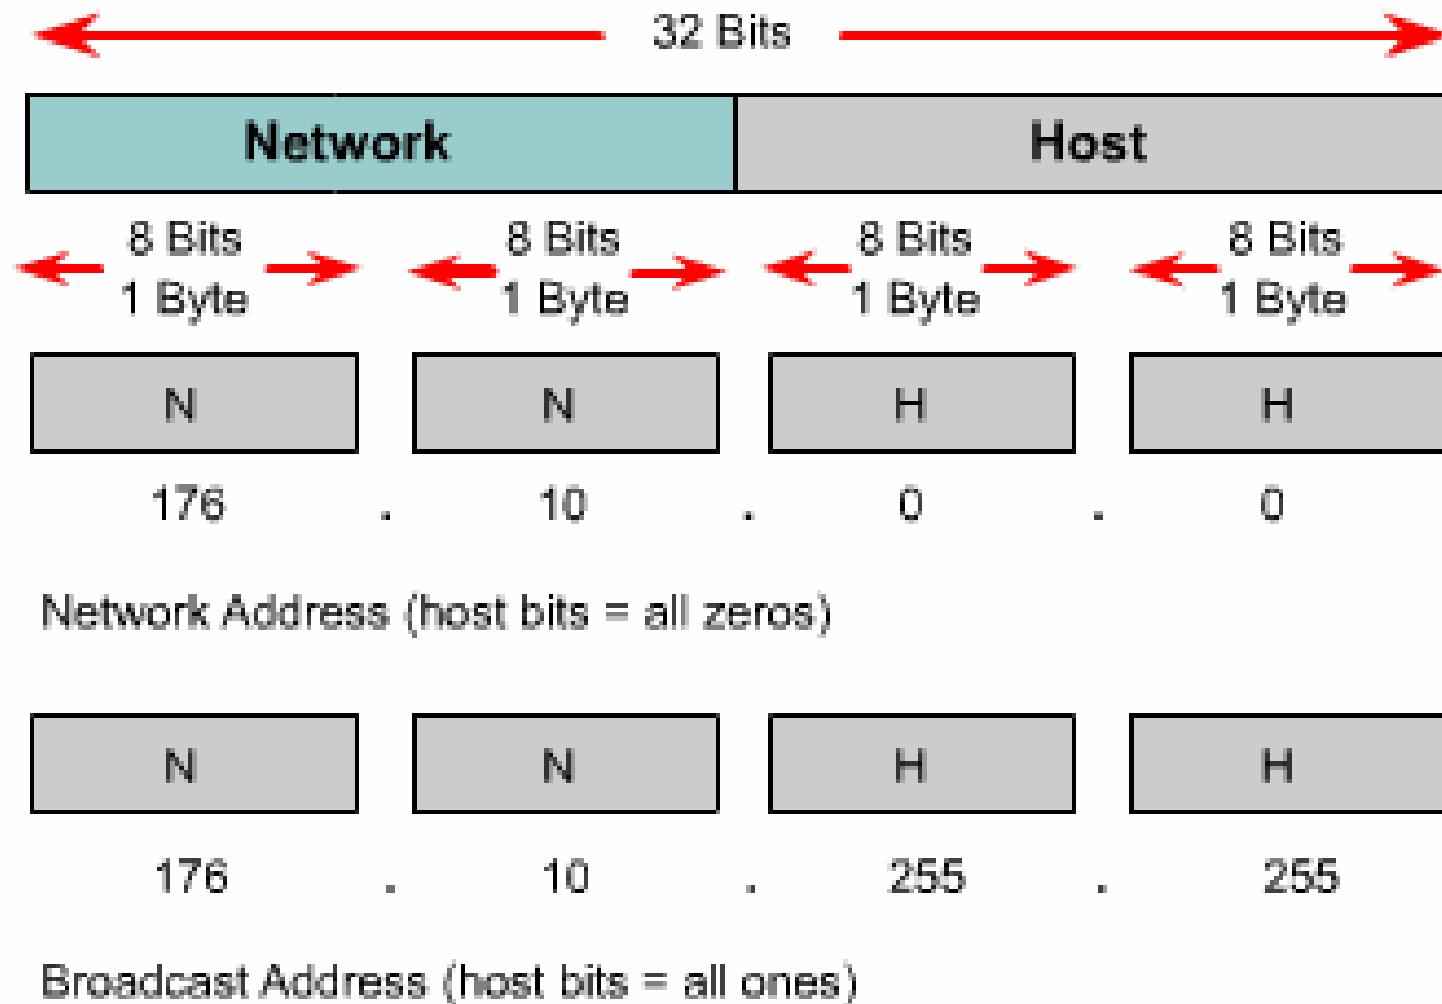 32 Bits
Network Host
8 Bits 8 Bits 8 Bits 8 Bits
1 Byte 1 Byte 1 Byte 1 Byte
N N H H
176 . 10 . 0 . 0
Network Address (host bits = all zeros)
N N H H
176 . 10 . 255 . 255
Broadcast Address (host bits = all ones)